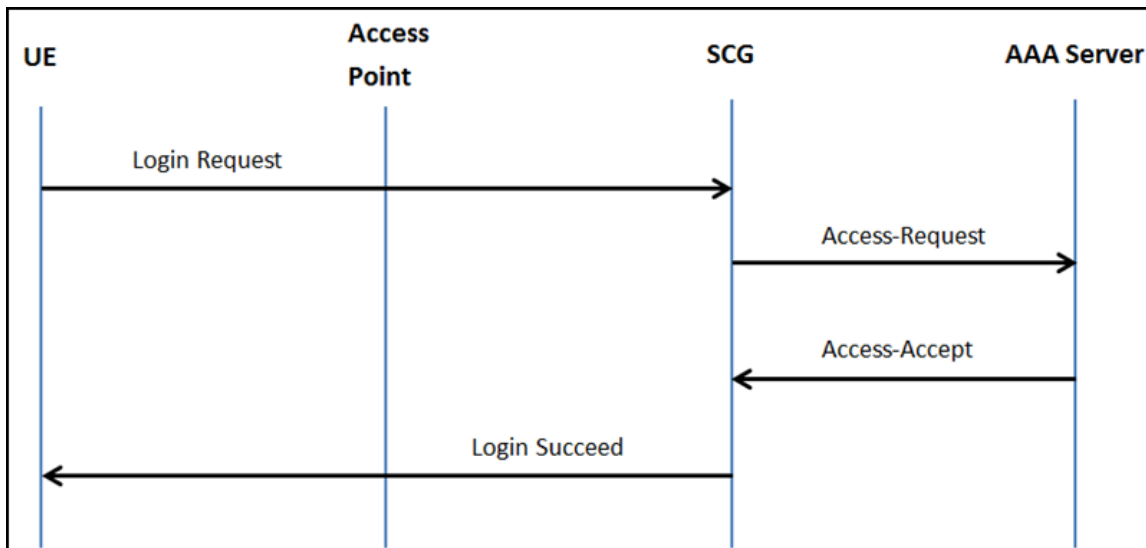 UE
Access
Point
SCG
AAA Server
Login Request
Access-Request
Access-Accept
Login Succeed